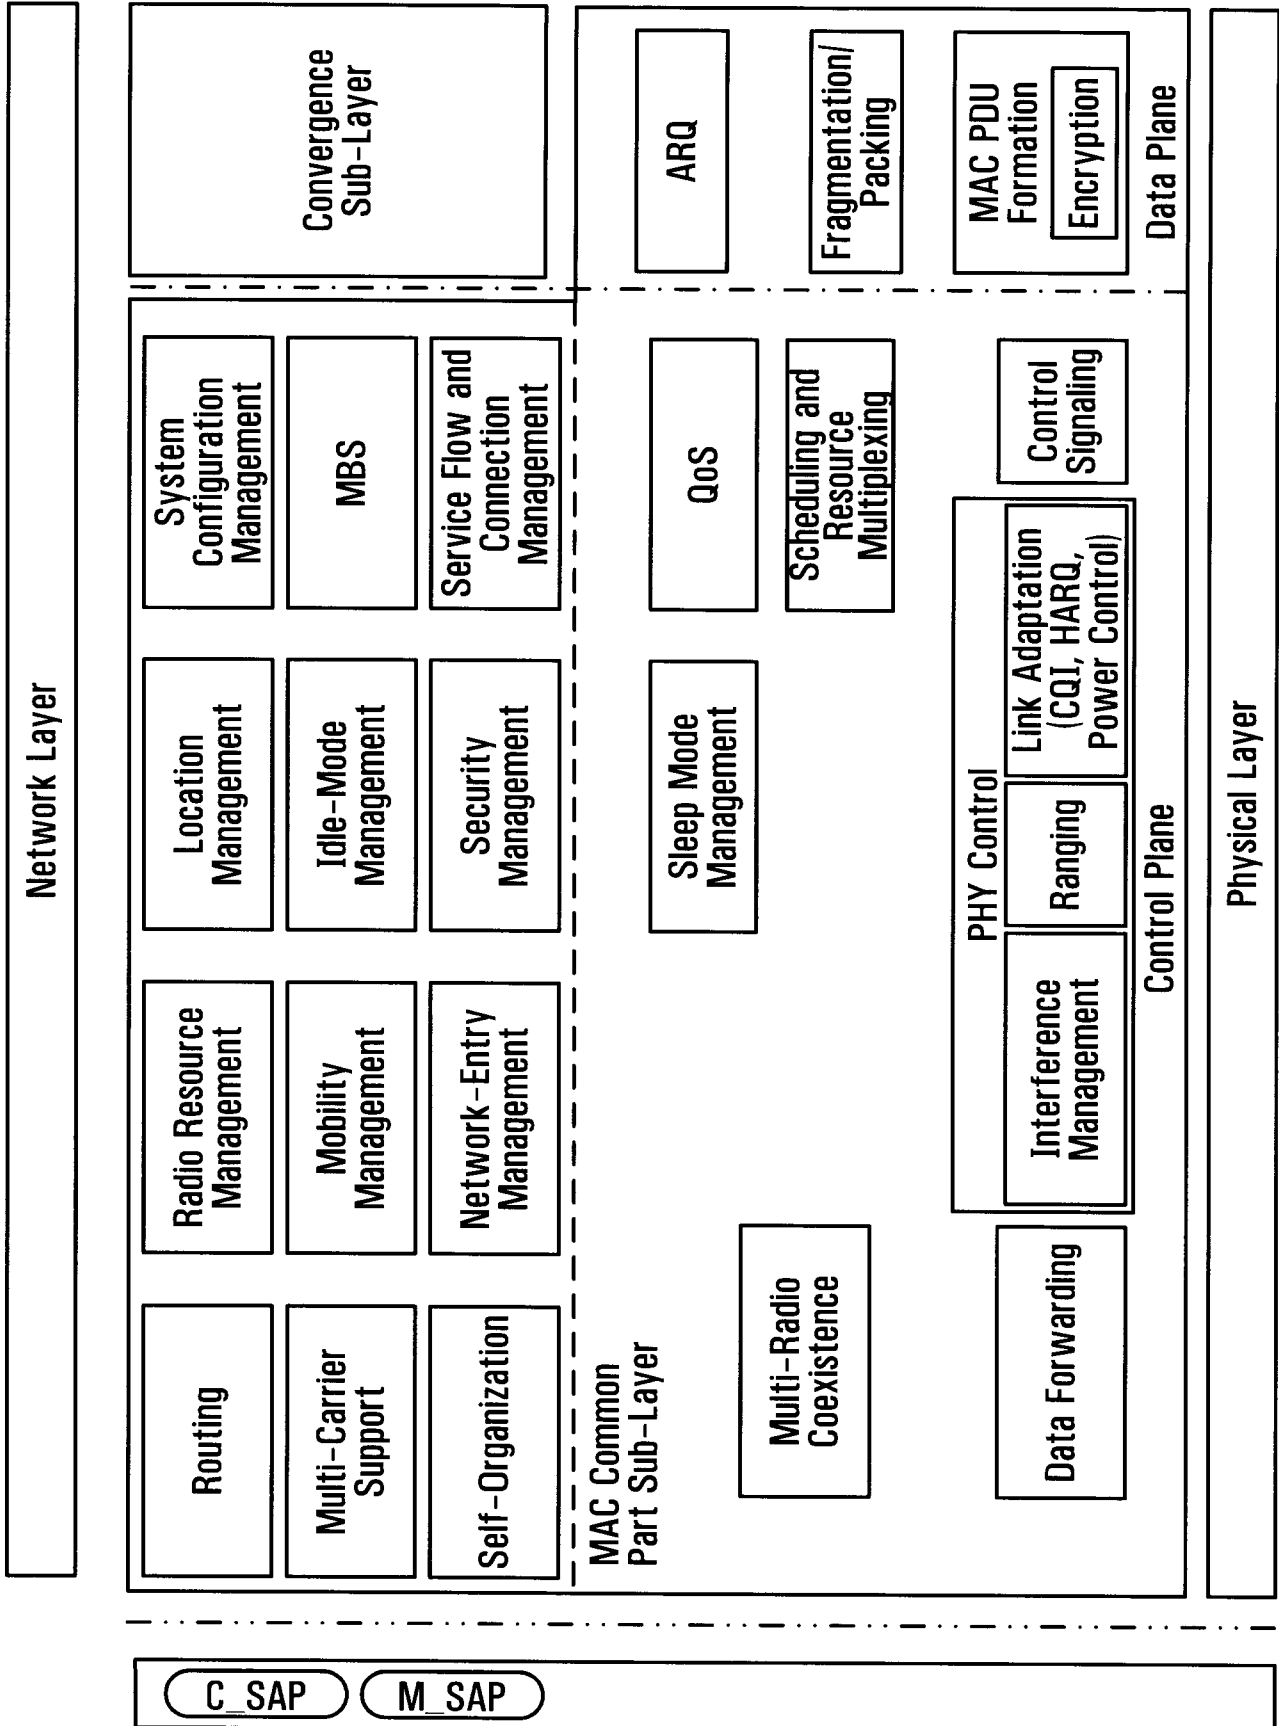 Network Layer
Routing
Radio Resource
Management
Location
Management
System
Configuration
Management
Convergence
Sub-Layer
Multi-Carrier
Support
Mobility
Management
Idle-Mode
Management
MBS
Self-Organization
Network-Entry
Management
Security
Management
Service Flow and
Connection
Management
MAC Common
Part Sub-Layer
Sleep Mode
Management
QoS
ARQ
Multi-Radio
Coexistence
Scheduling and
Resource
Multiplexing
Fragmentation/
Packing
PHY Control
Data Forwarding
Interference
Management
Ranging
Link Adaptation
(CQI, HARQ,
Power Control)
Control
Signaling
MAC PDU
Formation
Encryption
Control Plane
Data Plane
Physical Layer
C_SAP
M_SAP